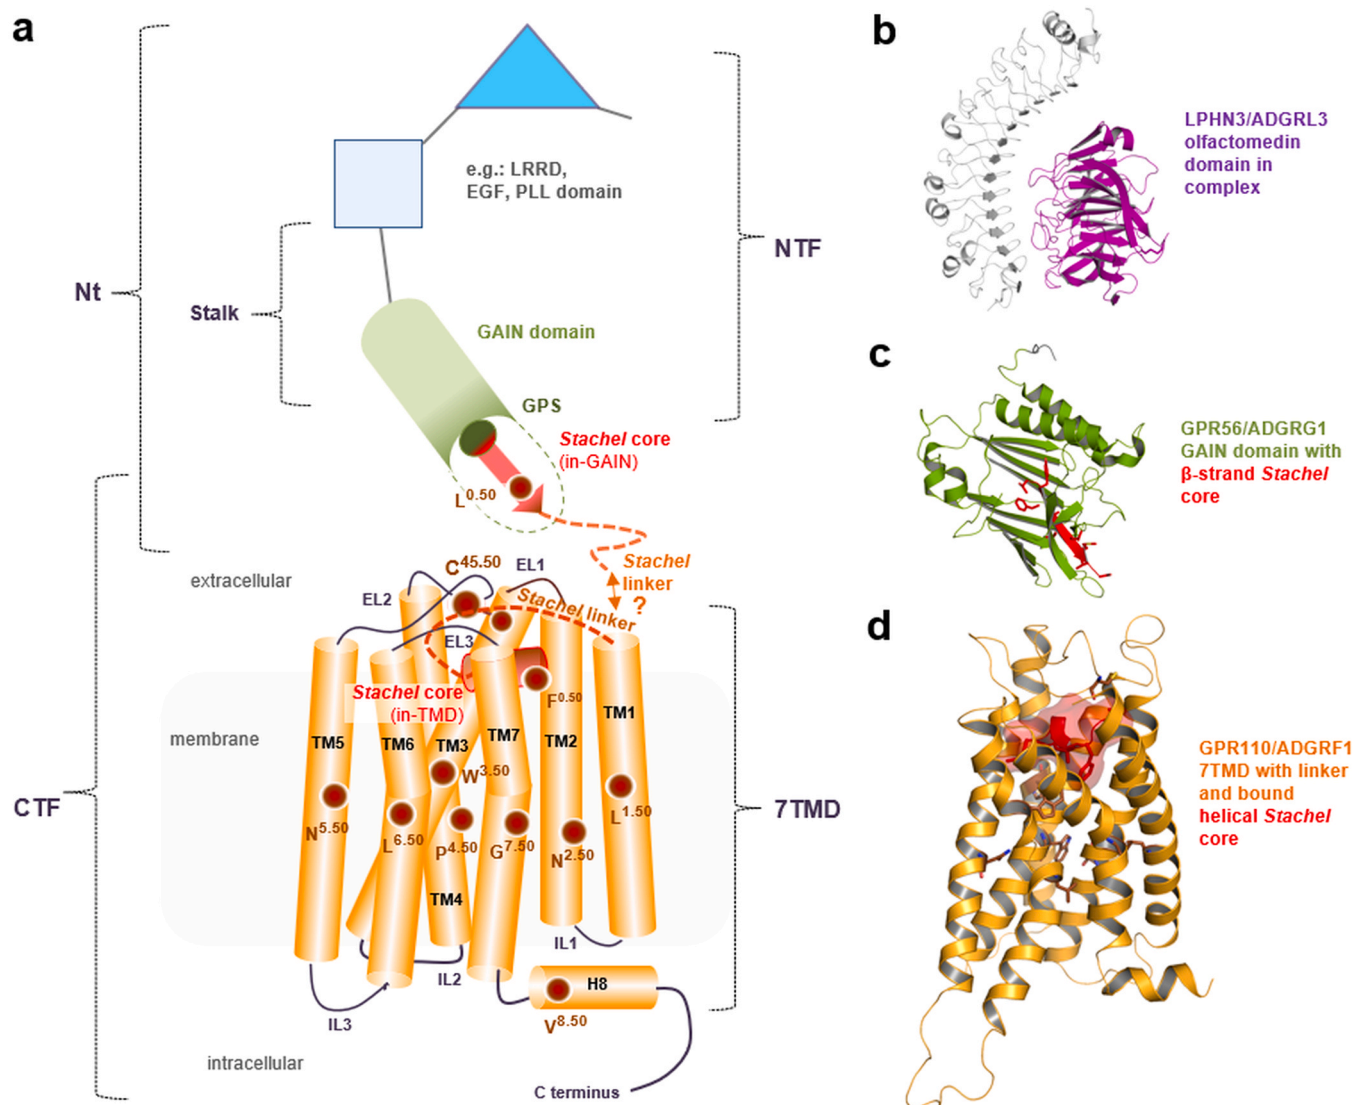 a
e.g.: LRRD,
EGF, PLL domain
NTF
Nt
Stalk
GAIN domain
GPS
Stachel core
(in-GAIN)
L0.50
Stachel
linker
?
extracellular
C45.50
EL1
EL2
Stachel linker
EL3
Stachel core
(in-TMD)
F0.50
TM1
membrane
TM5
TM6
TM3
TM7
TM2
W3.50
CTF
7TMD
N5.50
L6.50
P4.50
G7.50
N2.50
L1.50
TM4
IL1
IL2
H8
IL3
V8.50
intracellular
C terminus
b
LPHN3/ADGRL3
olfactomedin
domain in
complex
c
GPR56/ADGRG1
GAIN domain with
β-strand Stachel
core
d
GPR110/ADGRF1
7TMD with linker
and bound
helical Stachel
core